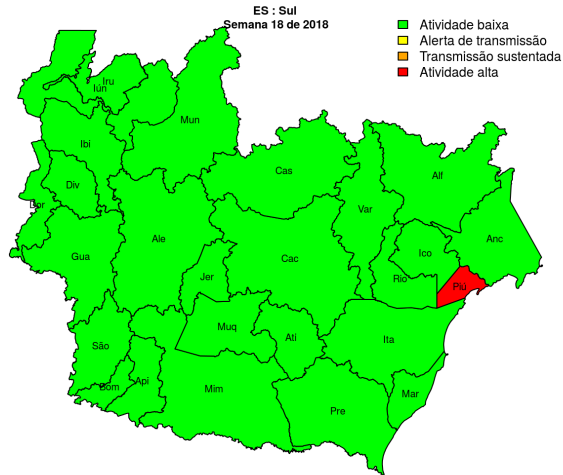 ES : Sul
Semana 18 de 2018
Atividade baixa
Alerta de transmissão
Transmissão sustentada
Atividade alta
Iru
Iún
Mun
Ibi
Cas
Alf
Div
Dor
Var
Ale
Anc
Gua
Cac
Ico
Jer
Rio
Piú
Muq
Ati
Ita
São
Dom
Api
Mim
Mar
Pre